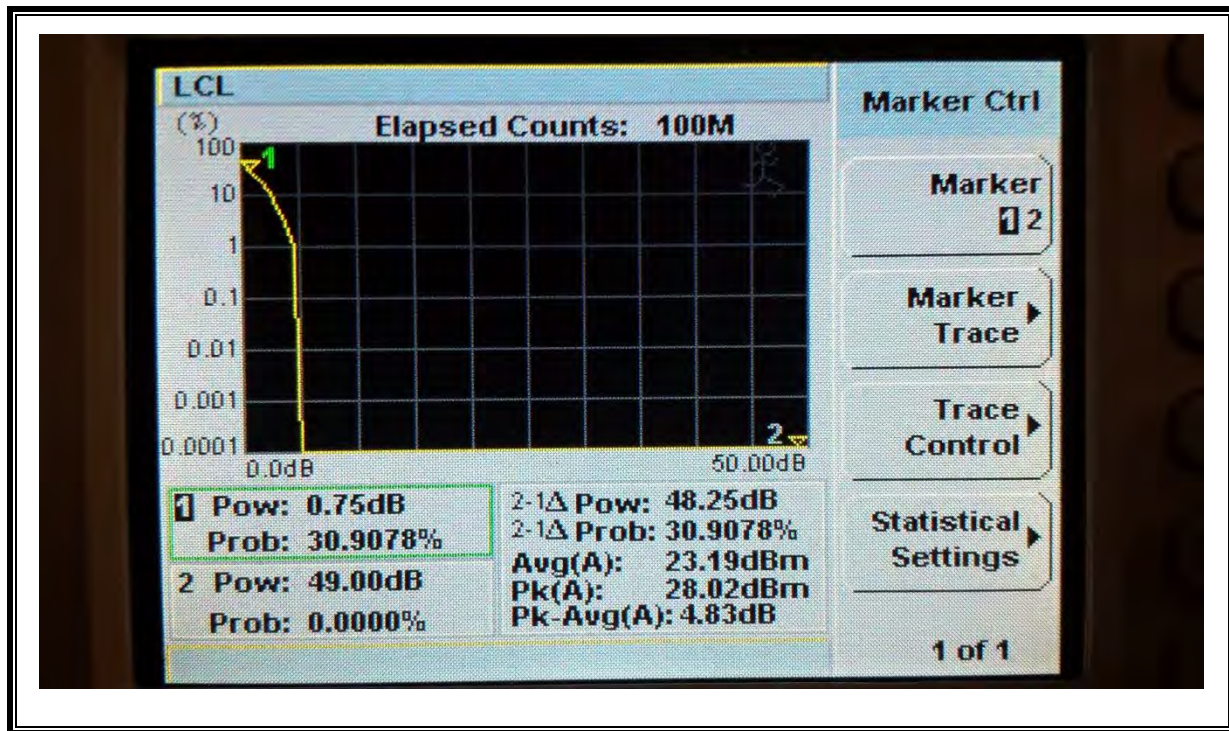 LCL
(%)
Elapsed Counts: 100M
100
10
1
0.1
0.01
0.001
0.0001
1
2
0.0dB
50.00dB
1 Pow: 0.75dB
Prob: 30.9078%
2 Pow: 49.00dB
Prob: 0.0000%
2-1Δ Pow: 48.25dB
2-1Δ Prob: 30.9078%
Avg(A): 23.19dBm
Pk(A): 28.02dBm
Pk-Avg(A): 4.83dB
Marker Ctrl
Marker
1 2
Marker
Trace
Trace
Control
Statistical
Settings
1 of 1